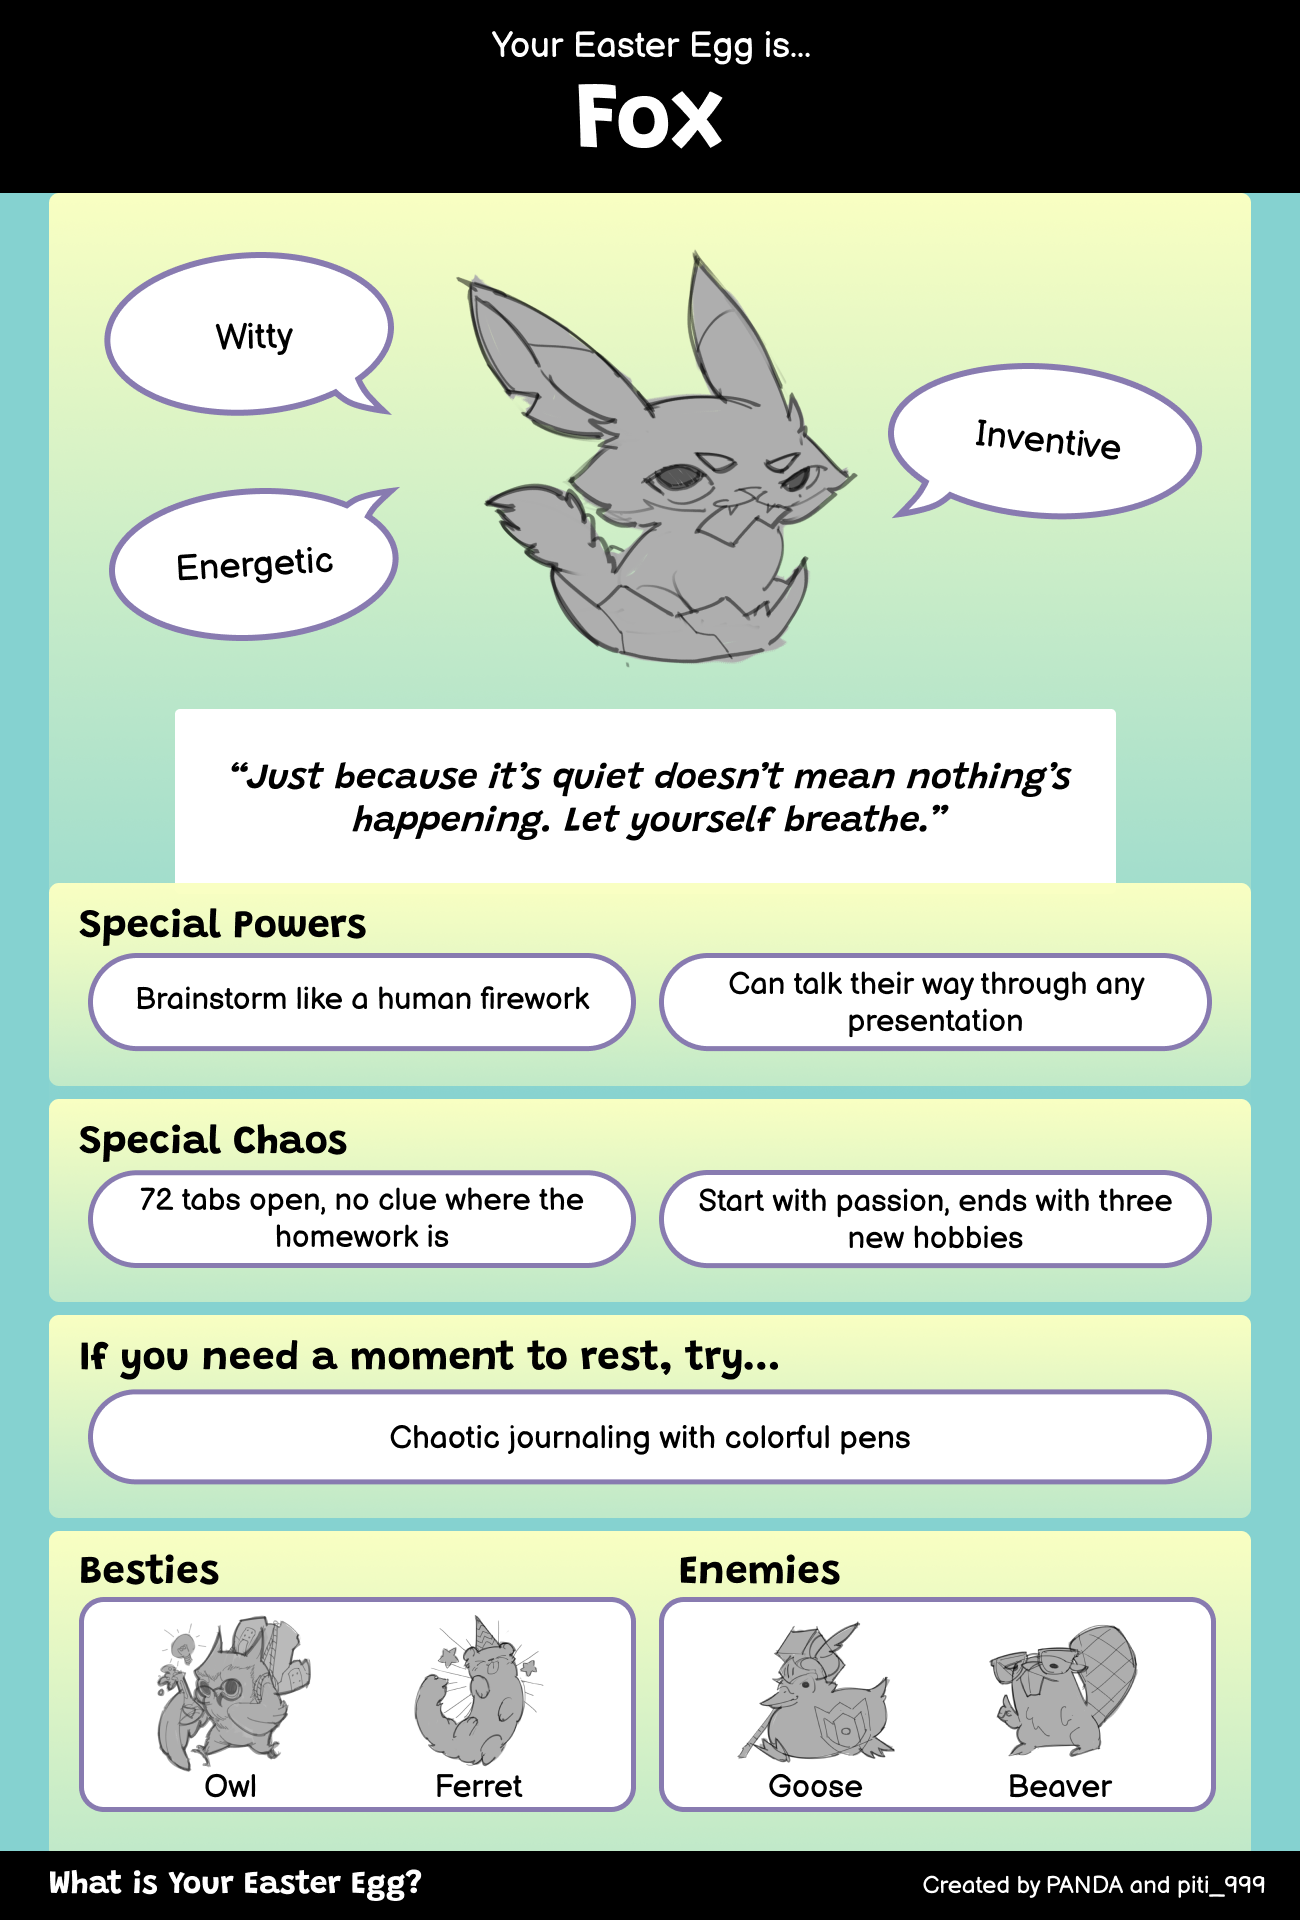 Your Easter Egg is...
Fox
Witty
Inventive
Energetic
“Just because it’s quiet doesn’t mean nothing’s
happening. Let yourself breathe.”
Special Powers
Brainstorm like a human firework
Can talk their way through any
presentation
Special Chaos
72 tabs open, no clue where the
homework is
Start with passion, ends with three
new hobbies
If you need a moment to rest, try...
Chaotic journaling with colorful pens
Besties
Owl
Ferret
Enemies
Goose
Beaver
What is Your Easter Egg?
Created by PANDA and piti_999